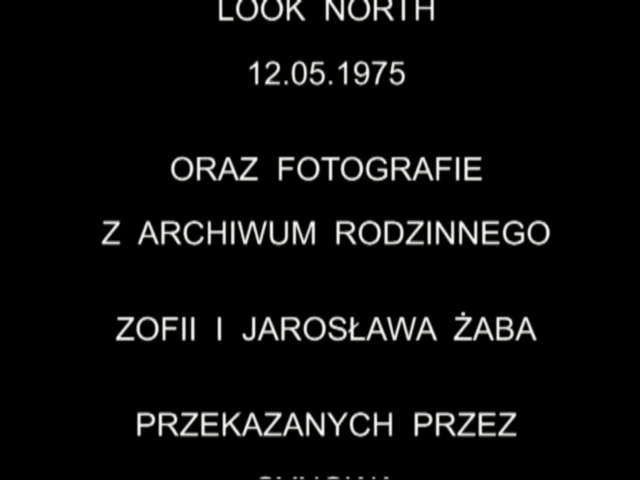 LOOK NORTH
12.05.1975
ORAZ FOTOGRAFIE
Z ARCHIWUM RODZINNEGO
ZOFII I JAROSŁAWA ŻABA
PRZEKAZANYCH PRZEZ